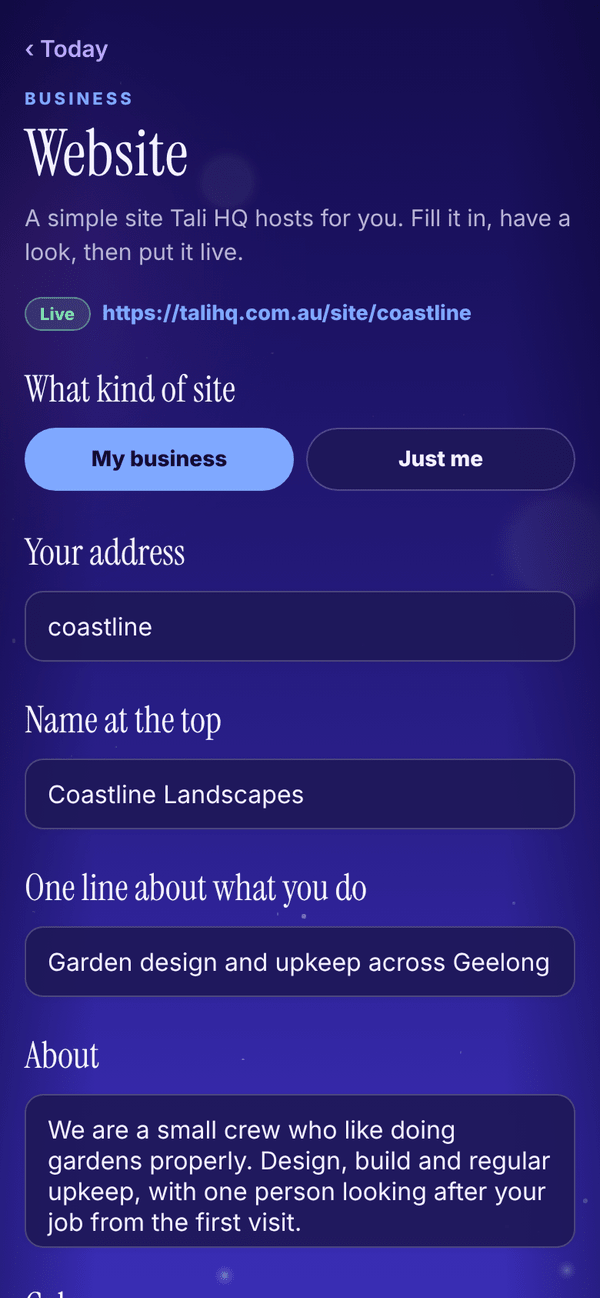 ‹ Today
BUSINESS
Website
A simple site Tali HQ hosts for you. Fill it in, have a
look, then put it live.
Live https://talihq.com.au/site/coastline
What kind of site
My business Just me
Your address
coastline
Name at the top
Coastline Landscapes
One line about what you do
Garden design and upkeep across Geelong
About
We are a small crew who like doing
gardens properly. Design, build and regular
upkeep, with one person looking after your
job from the first visit.